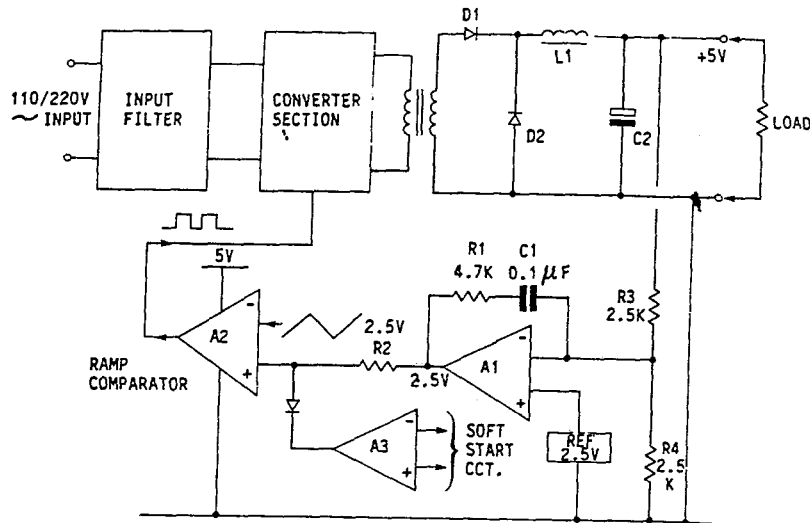 D1
L1
+5V
110/220V
~ INPUT
INPUT
FILTER
CONVERTER
SECTION
D2
C2
LOAD
5V
R1
4.7K
C1
0.1 μF
R3
2.5K
A2
-
+
2.5V
R2
2.5V
A1
-
+
RAMP
COMPARATOR
A3
-
+
SOFT
START
CCT.
REF
2.5V
R4
2.5
K